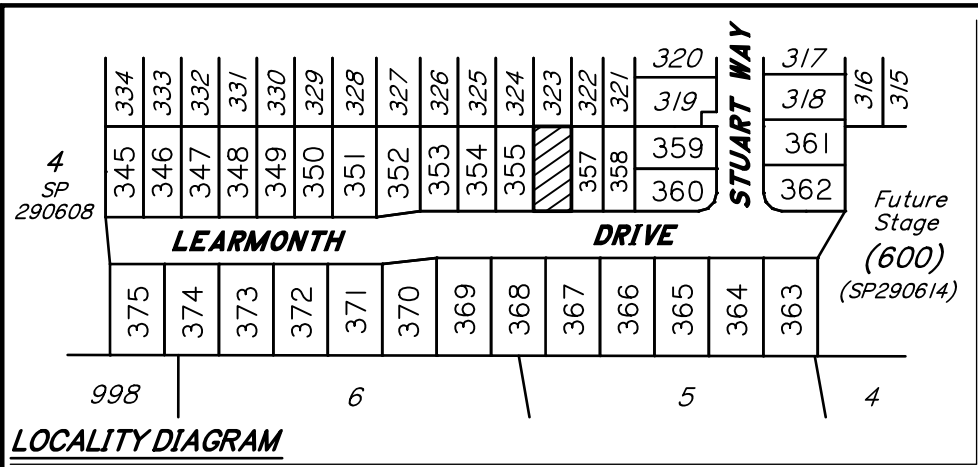 334 333 332 331 330 329 328 327 326 325 324 323 322 321 320 317 316 315
319 318
STUART WAY
4
SP
290608
345 346 347 348 349 350 351 352 353 354 355 357 358 359 361
360 362
LEARMONTH DRIVE
Future
Stage
(600)
(SP290614)
375 374 373 372 371 370 369 368 367 366 365 364 363
998 6 5 4
LOCALITY DIAGRAM